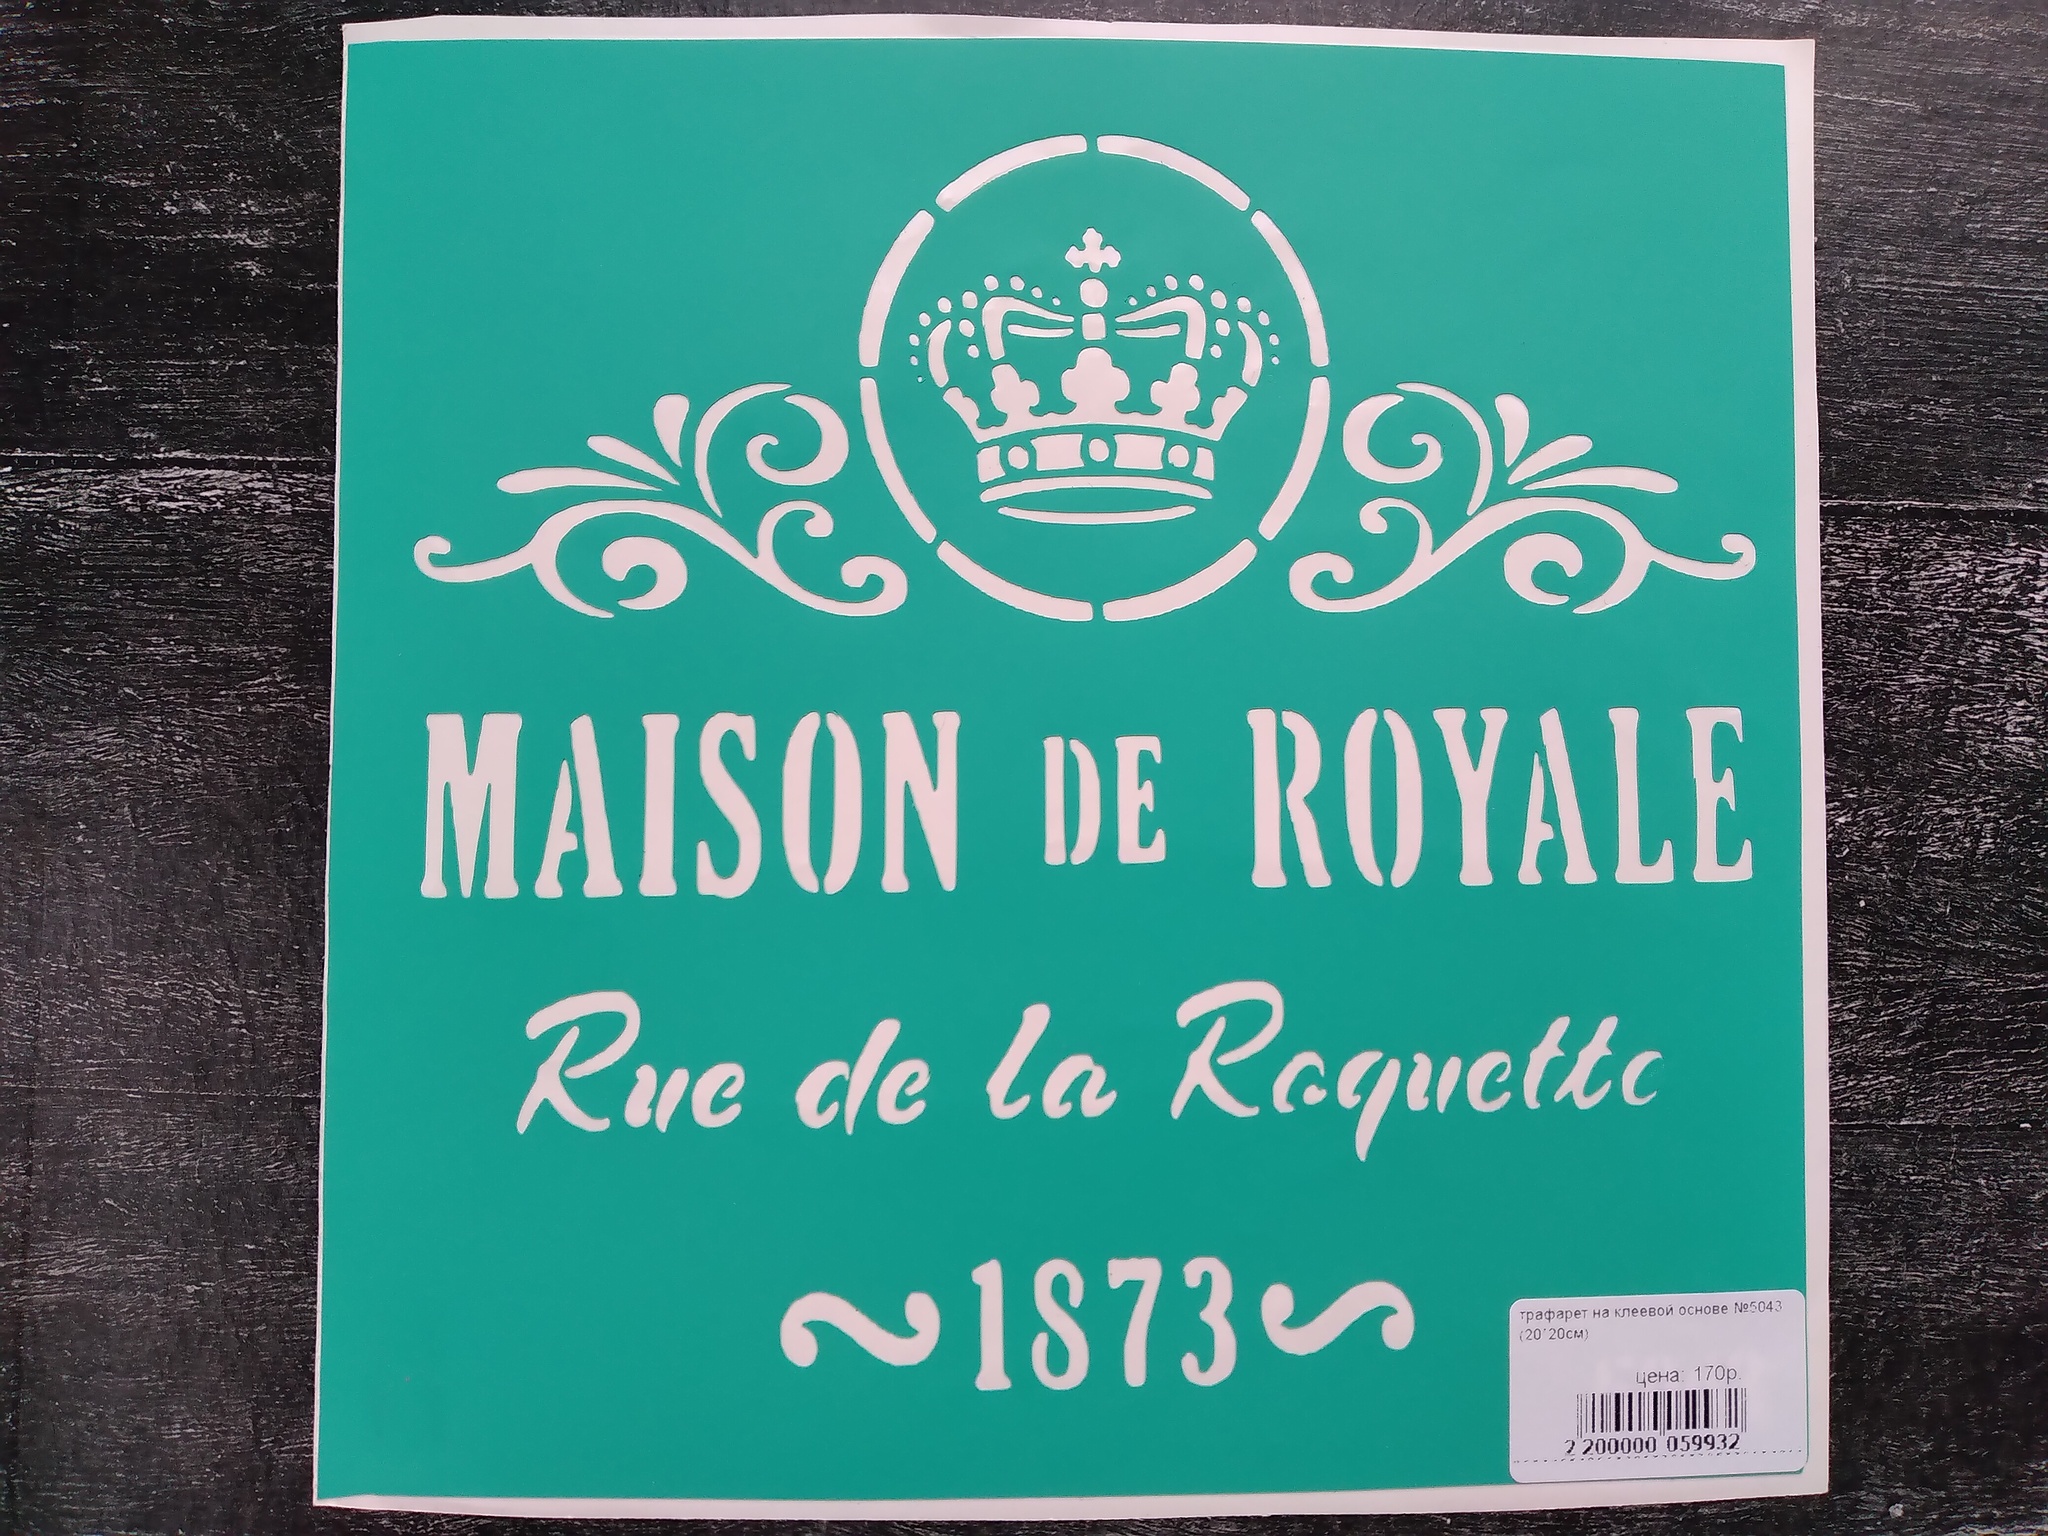 MAISON DE ROYALE
Rue de la Roquette
1873
трафарет на клеевой основе №5043
(20*20см)
цена: 170р.
2 200000 059932